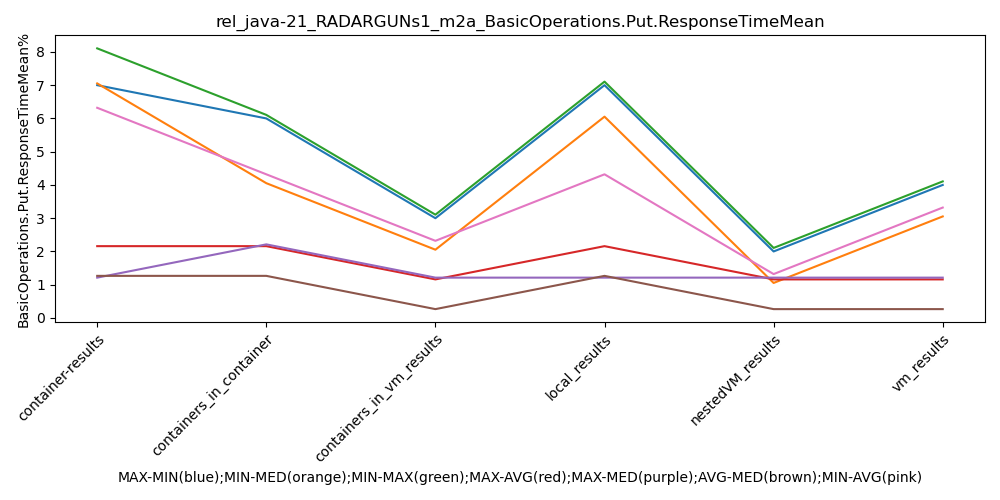 rel_java-21_RADARGUNs1_m2a_BasicOperations.Put.ResponseTimeMean
BasicOperations.Put.ResponseTimeMean%
8
7
6
5
4
3
2
1
0
container-results
containers_in_container
containers_in_vm_results
local_results
nestedVM_results
vm_results
MAX-MIN(blue);MIN-MED(orange);MIN-MAX(green);MAX-AVG(red);MAX-MED(purple);AVG-MED(brown);MIN-AVG(pink)